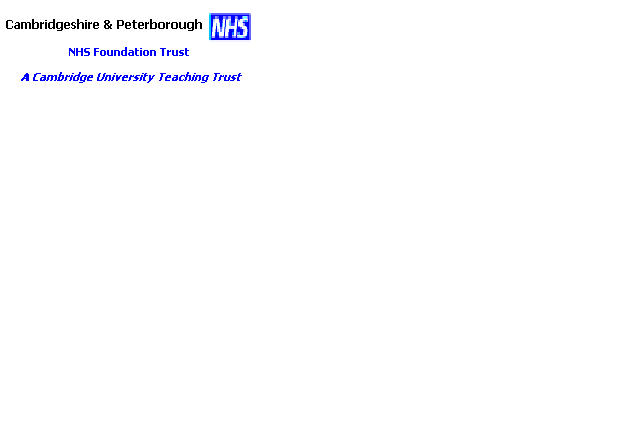 Cambridgeshire & Peterborough NHS
NHS Foundation Trust
A Cambridge University Teaching Trust